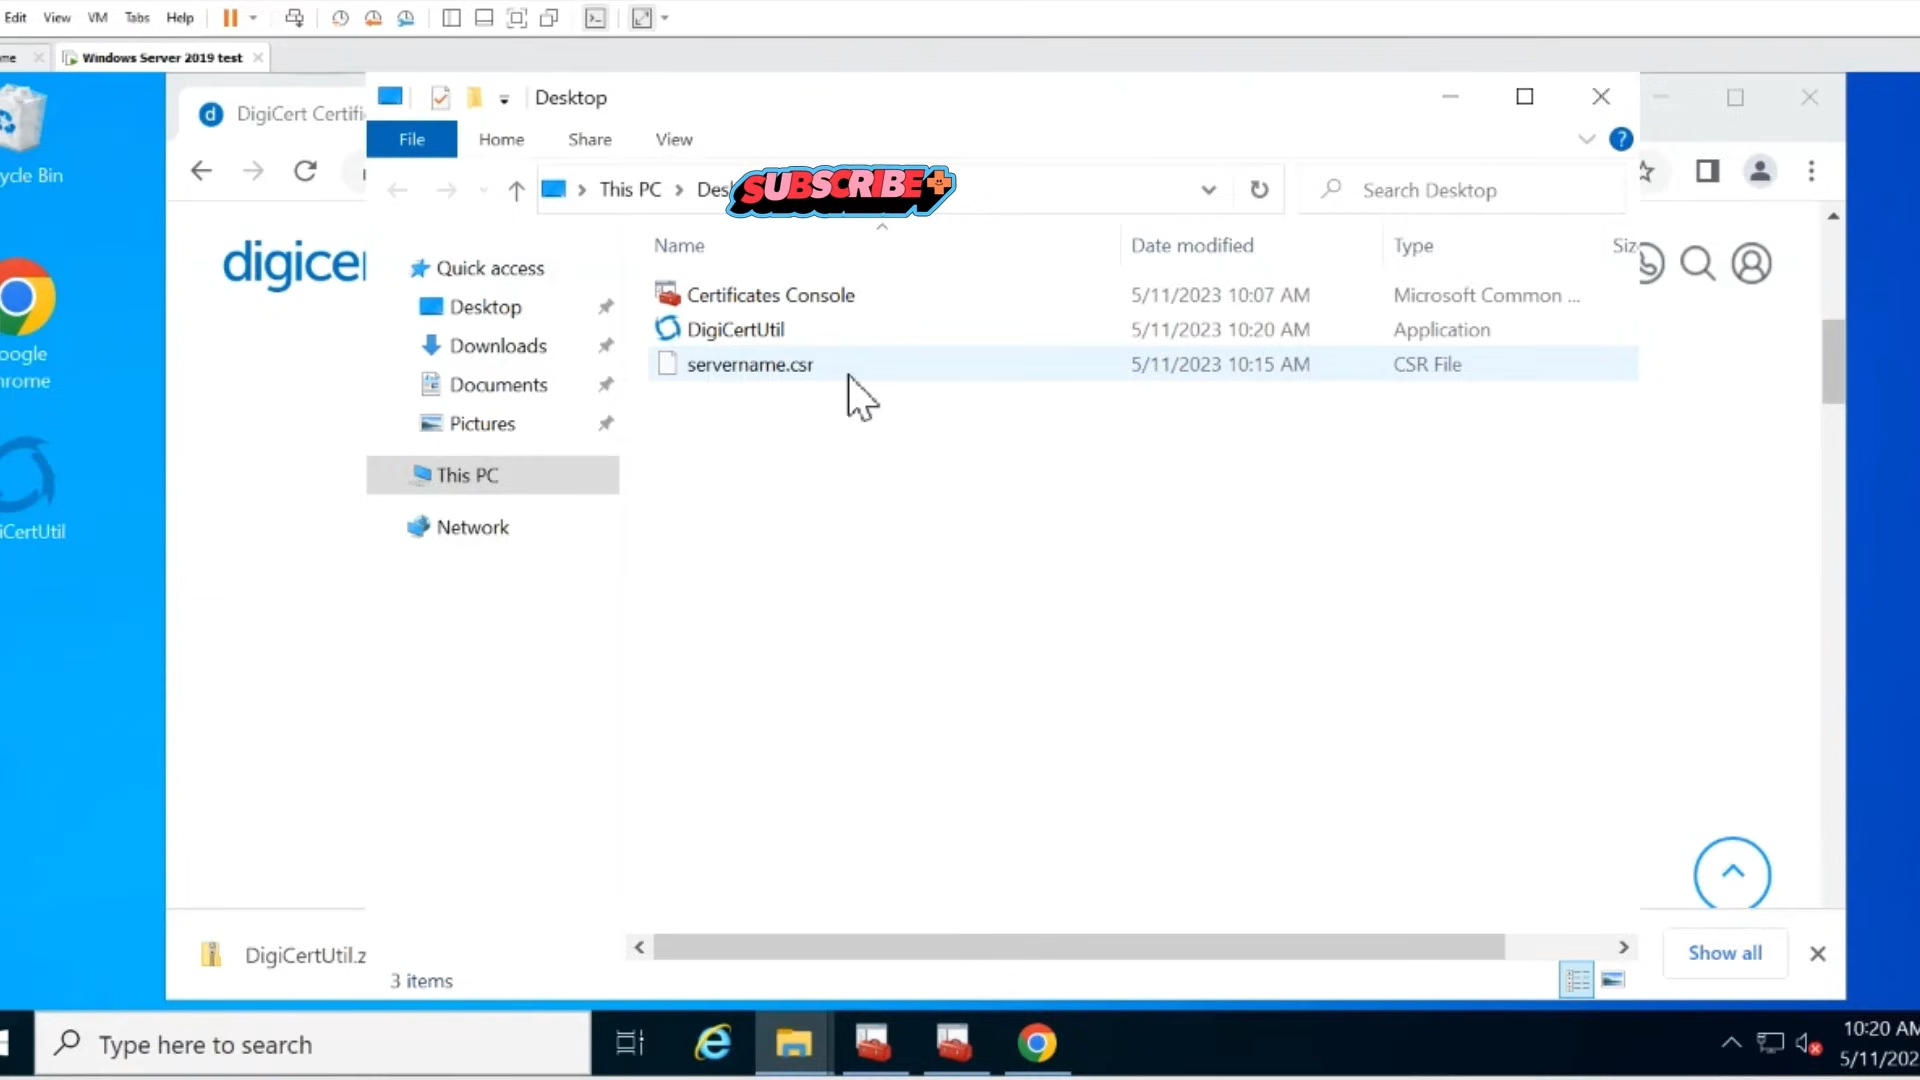 Edit View VM Tabs Help
me Windows Server 2019 test
DigiCert Certifi
Desktop
File Home Share View
This PC Des
SUBSCRIBE
Search Desktop
Name Date modified Type Siz
digice
Quick access
Desktop
Downloads
Documents
Pictures
This PC
Network
Certificates Console 5/11/2023 10:07 AM Microsoft Common ...
DigiCertUtil 5/11/2023 10:20 AM Application
servername.csr 5/11/2023 10:15 AM CSR File
ycle Bin
oogle
hrome
iCertUtil
DigiCertUtil.z
3 items
Show all
Type here to search
10:20 AM
5/11/202